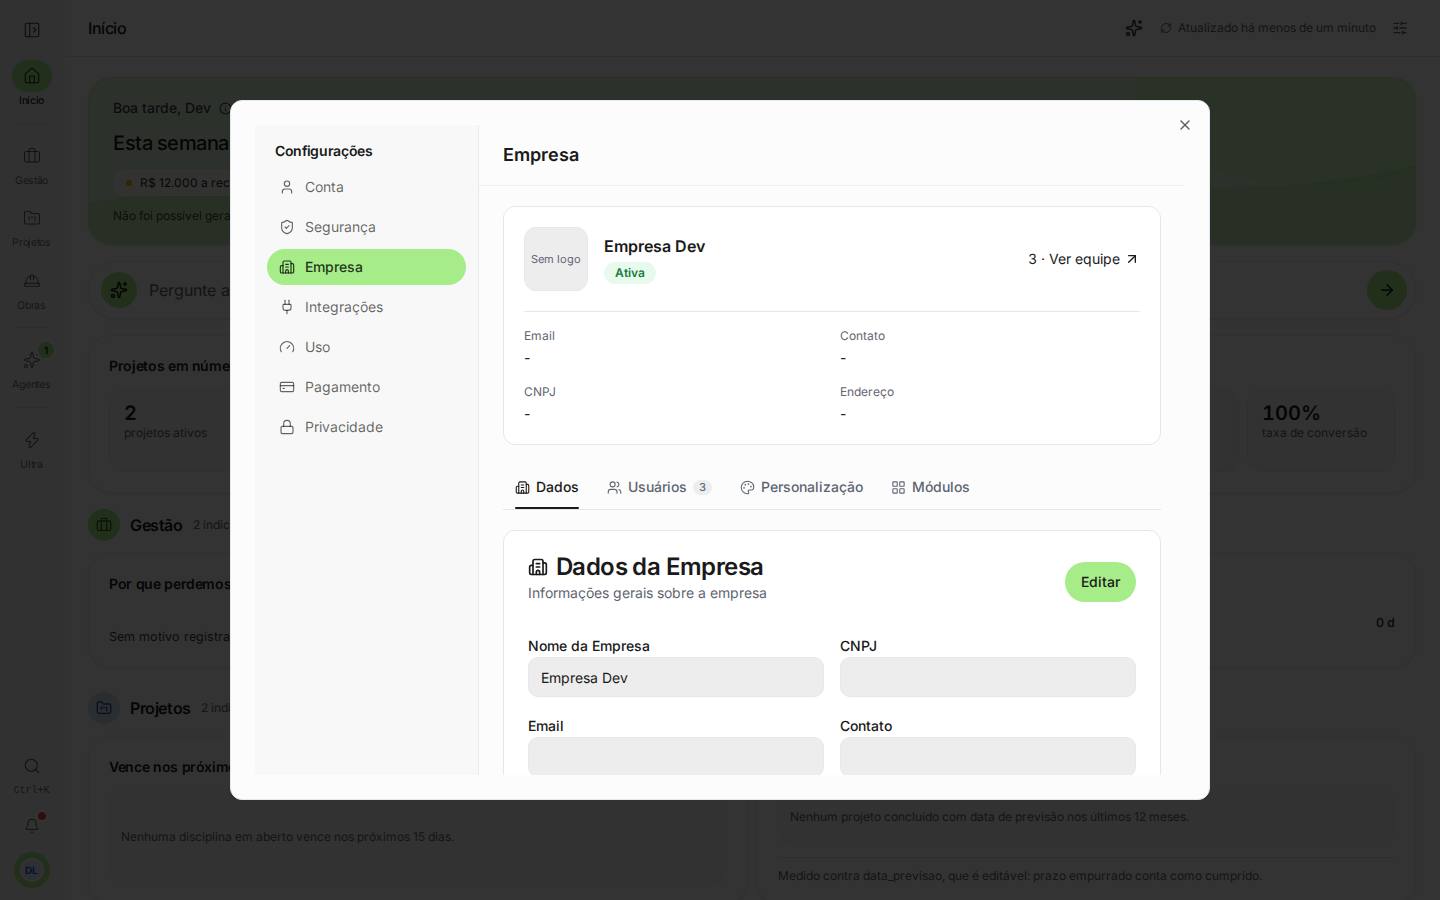 Início
Atualizado há menos de um minuto
Início
Gestão
Projetos
Obras
1
Agentes
Ultra
Ctrl+K
DL
Boa tarde, Dev
Esta semana
R$ 12.000 a rec
Não foi possível gera
Pergunte a
Projetos em núme
2
projetos ativos
100%
taxa de conversão
Gestão
2 indic
Por que perdemos
Sem motivo registra
0 d
Projetos
2 indi
Vence nos próxim
Nenhuma disciplina em aberto vence nos próximos 15 dias.
Nenhum projeto concluído com data de previsão nos últimos 12 meses.
Medido contra data_previsao, que é editável: prazo empurrado conta como cumprido.
Configurações
Conta
Segurança
Empresa
Integrações
Uso
Pagamento
Privacidade
Empresa
Sem logo
Empresa Dev
Ativa
3 · Ver equipe
Email
-
Contato
-
CNPJ
-
Endereço
-
Dados
Usuários 3
Personalização
Módulos
Dados da Empresa
Informações gerais sobre a empresa
Editar
Nome da Empresa
Empresa Dev
CNPJ
Email
Contato